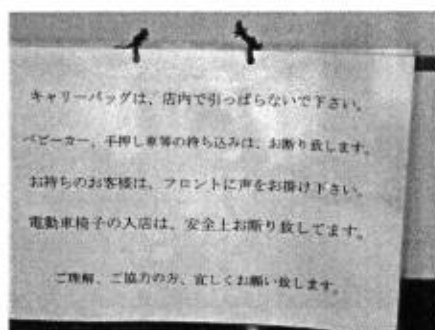 キャリーバッグは、店内で引っぱらないで下さい。
ベビーカー、手押し車等の持ち込みは、お断り致します。
お持ちのお客様は、フロントに声をお掛け下さい。
電動車椅子の入店は、安全上お断り致してます。
ご理解、ご協力の方、宜しくお願い致します。